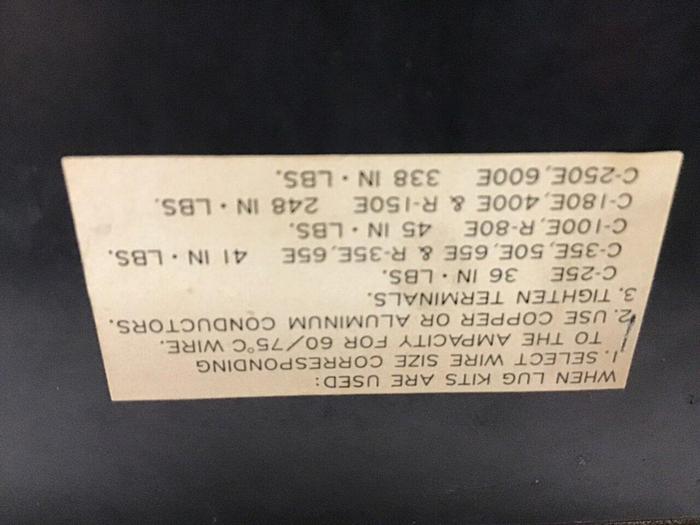 WHEN LUG KITS ARE USED:
1. SELECT WIRE SIZE CORRESPONDING
TO THE AMPACITY FOR 60/75°C WIRE.
2. USE COPPER OR ALUMINUM CONDUCTORS.
3. TIGHTEN TERMINALS.
C-25E 36 IN·LBS.
C-35E, 50E, 65E & R-35E, 65E 41 IN·LBS.
C-100E, R-80E 45 IN·LBS.
C-180E, 400E & R-150E 248 IN·LBS.
C-250E, 600E 338 IN·LBS.